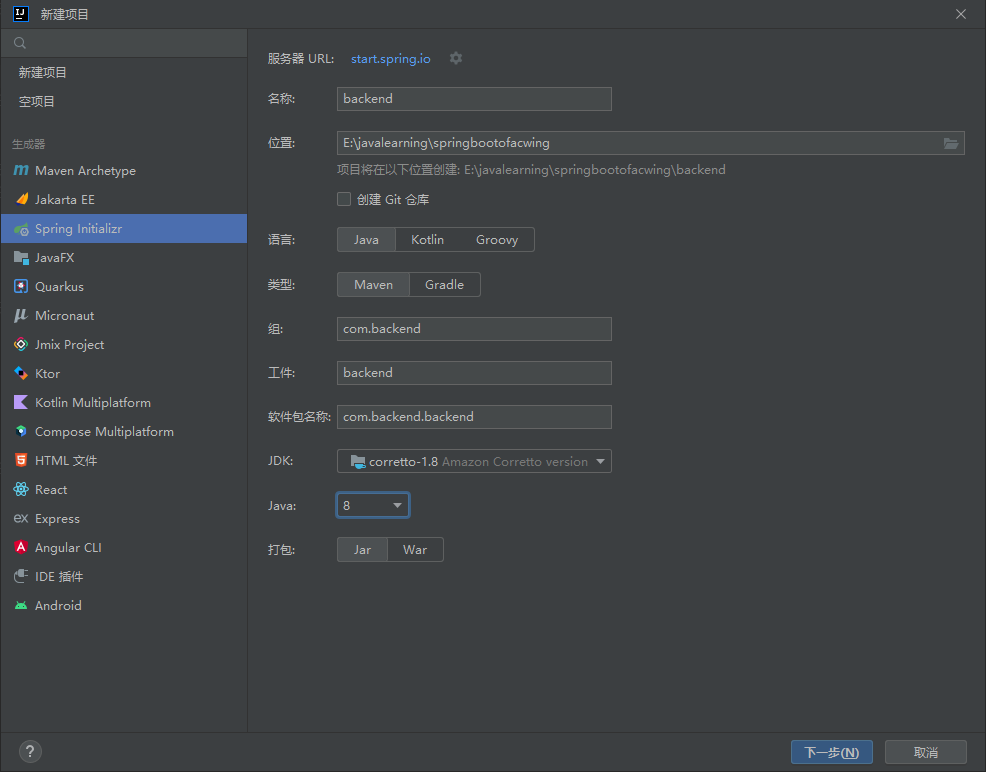 新建项目
新建项目
空项目
生成器
Maven Archetype
Jakarta EE
Spring Initializr
JavaFX
Quarkus
Micronaut
Jmix Project
Ktor
Kotlin Multiplatform
Compose Multiplatform
HTML 文件
React
ex Express
Angular CLI
IDE 插件
Android
服务器 URL: start.spring.io
名称: backend
位置: E:\javalearning\springbootofacwing
项目将在以下位置创建: E:\javalearning\springbootofacwing\backend
创建 Git 仓库
语言: Java Kotlin Groovy
类型: Maven Gradle
组: com.backend
工件: backend
软件包名称: com.backend.backend
JDK: corretto-1.8 Amazon Corretto version
Java: 8
打包: Jar War
? 下一步(N) 取消